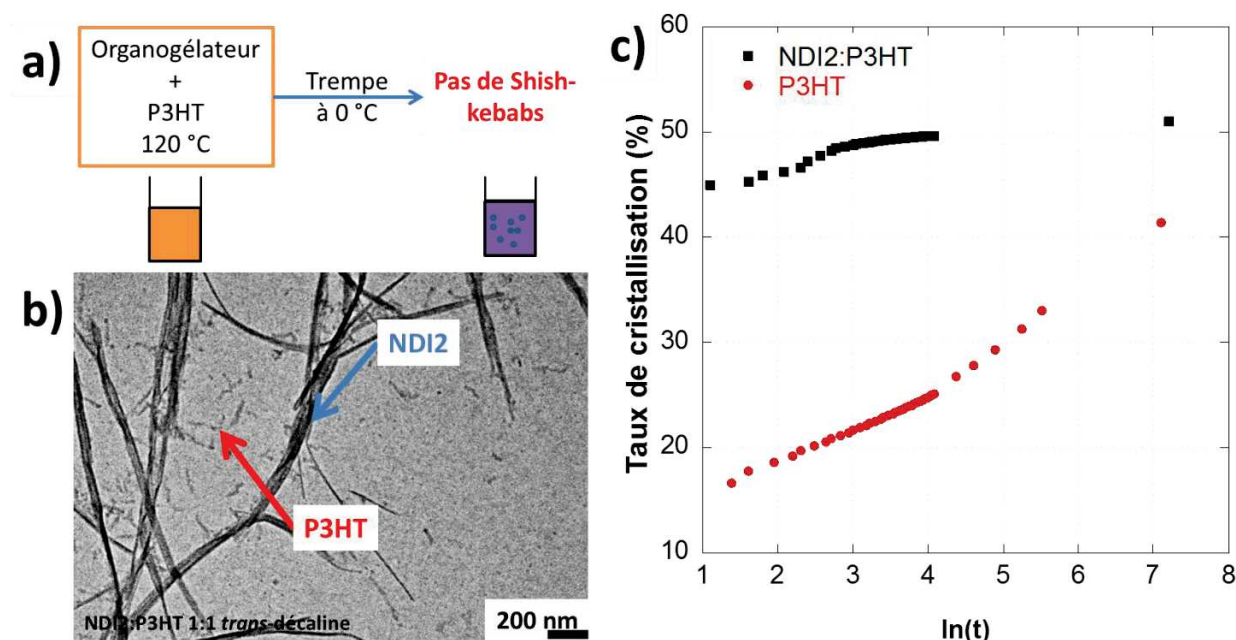 a)
Organogélateur
+
P3HT
120 °C
Trempe
à 0 °C
Pas de Shish-
kebabs
b)
NDI2
P3HT
NDI2:P3HT 1:1 trans-décaline
200 nm
c)
NDI2:P3HT
P3HT
Taux de cristallisation (%)
60
50
40
30
20
10
1 2 3 4 5 6 7 8
ln(t)